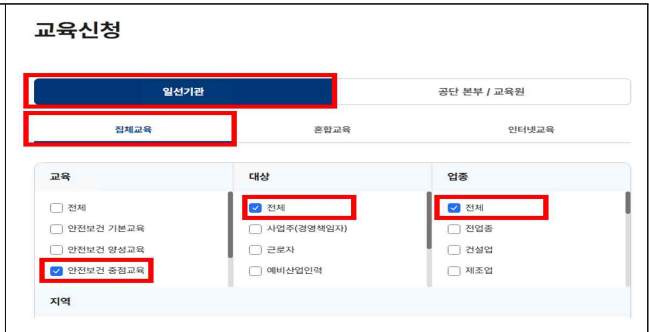 교육신청
일선기관 공단 본부 / 교육원
집체교육 혼합교육 인터넷교육
교육 대상 업종
전체 전체 전체
안전보건 기본교육 사업주(경영책임자) 전업종
안전보건 양성교육 근로자 건설업
안전보건 중점교육 예비산업인력 제조업
지역